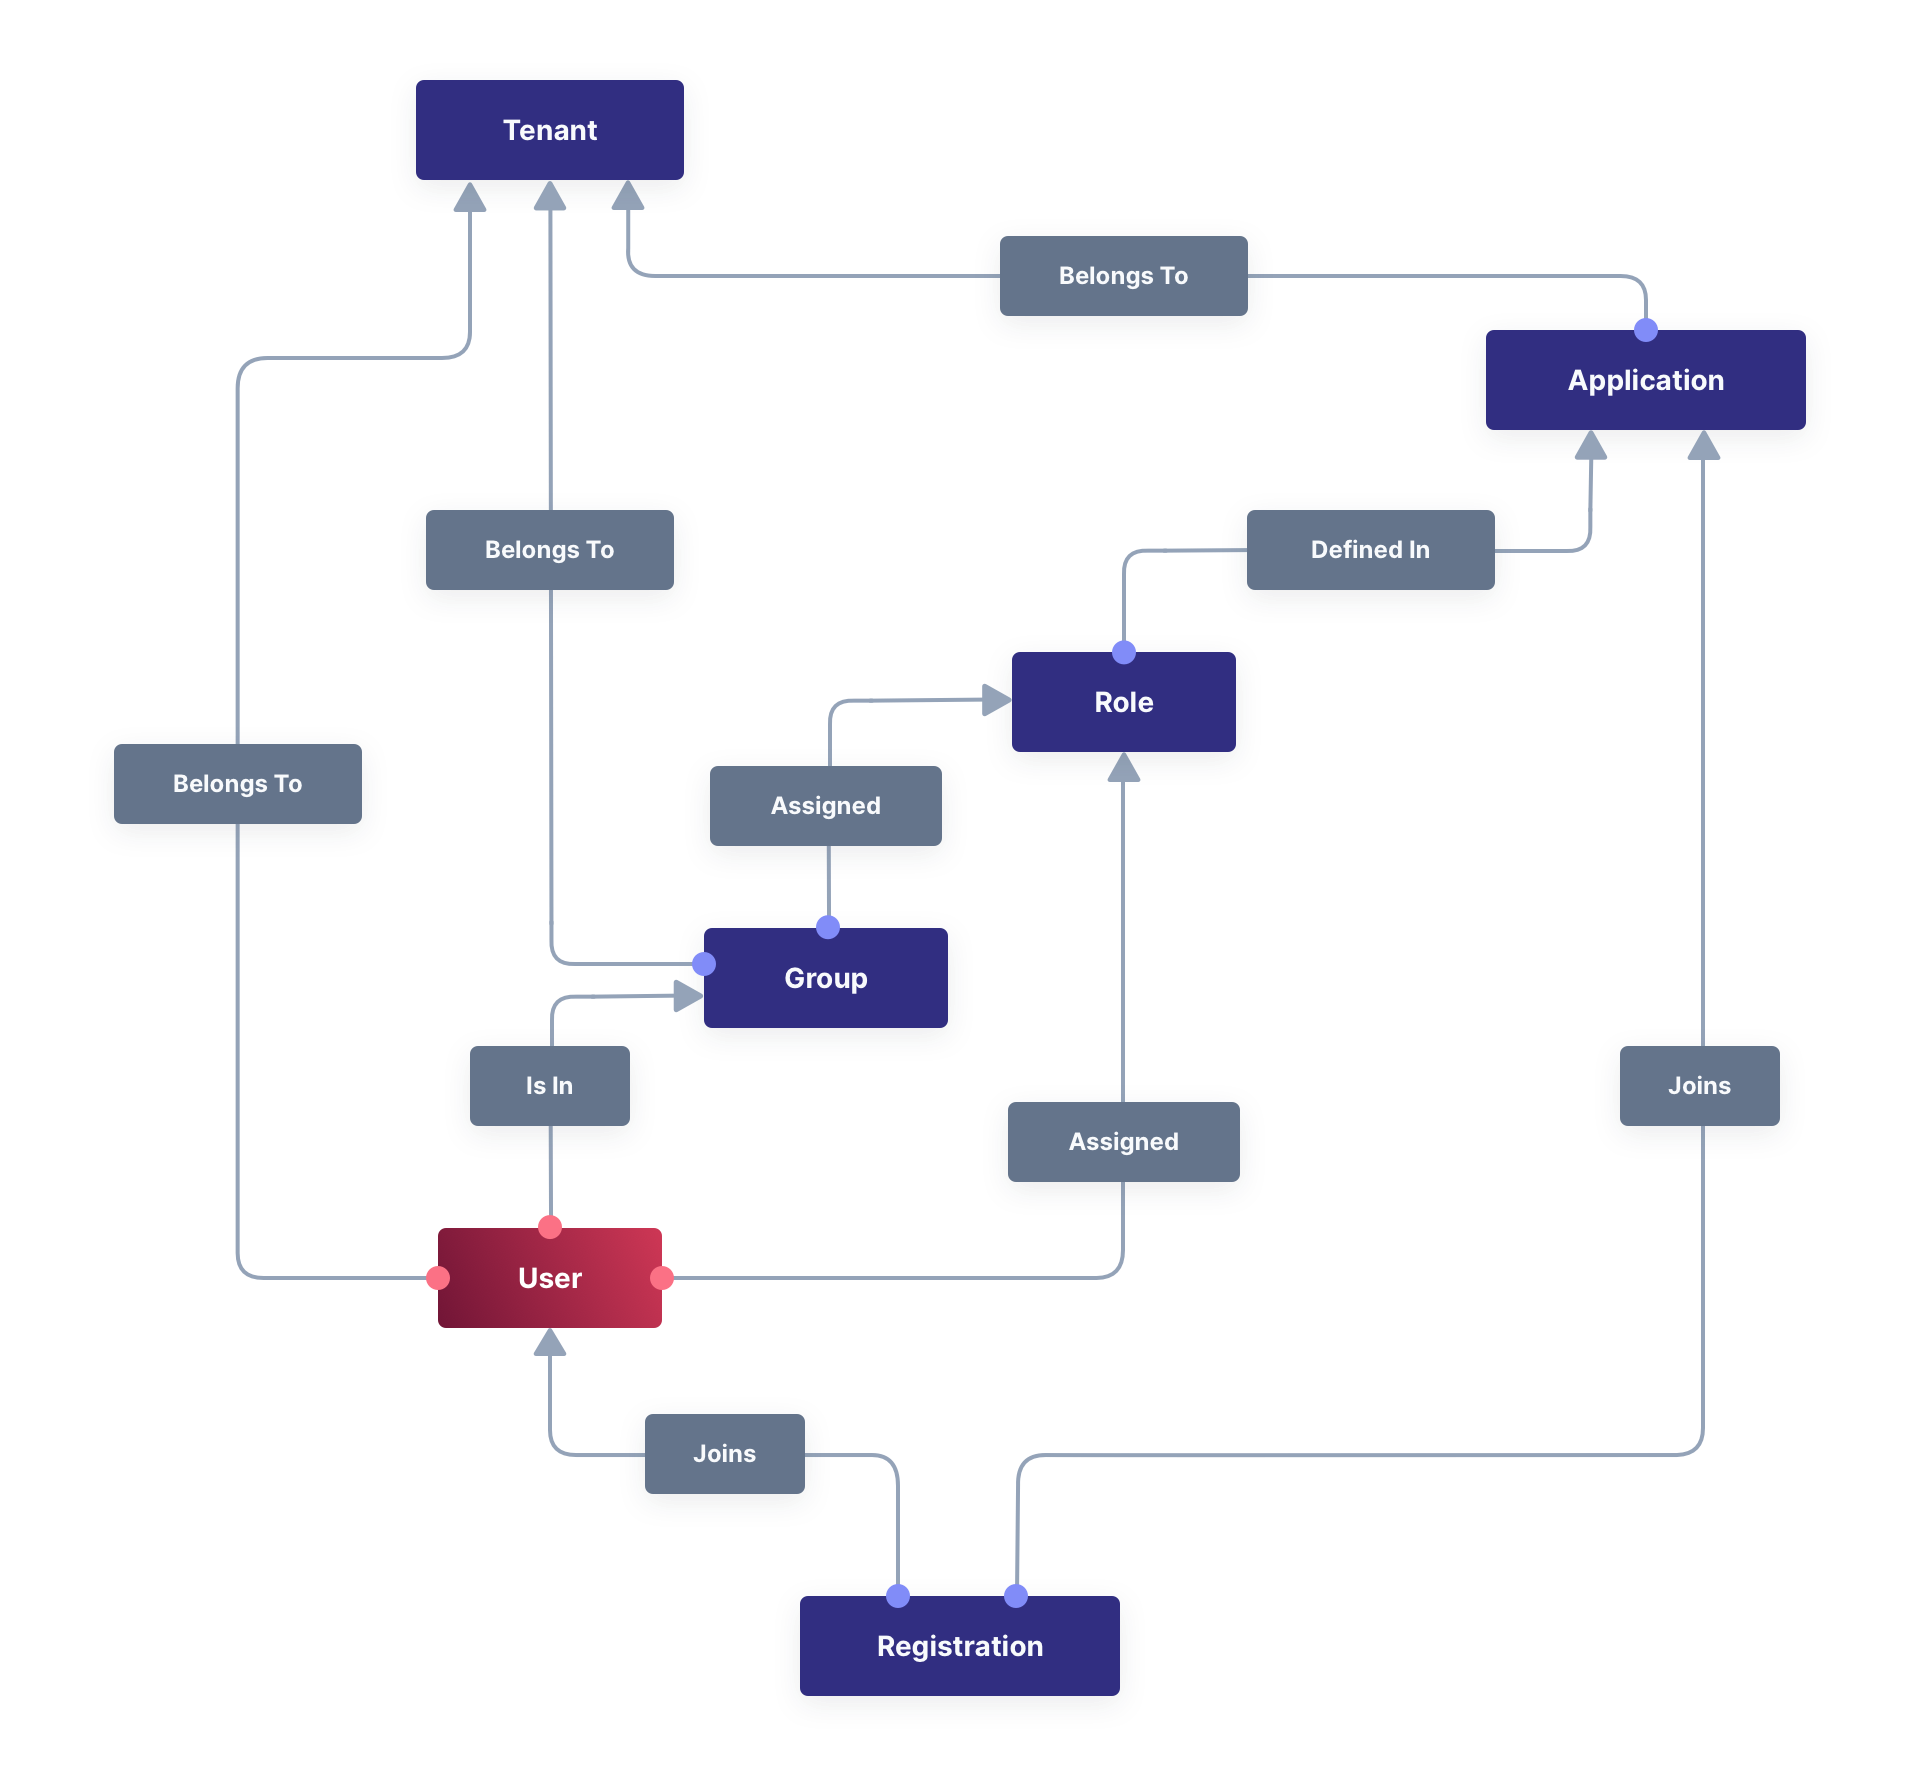 Tenant
Belongs To
Application
Belongs To
Defined In
Role
Belongs To
Assigned
Group
Is In
Joins
Assigned
User
Joins
Registration